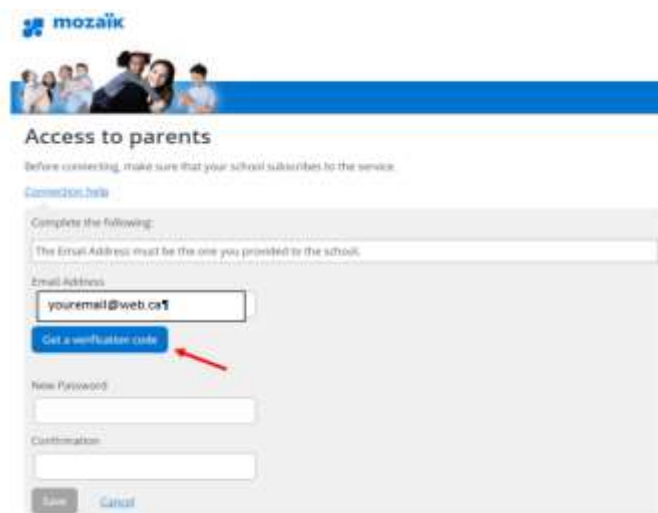 mozaïk
Access to parents
Before connecting, make sure that your school subscribes to the service.
Connection help
Complete the following:
The Email Address must be the one you provided to the school.
Email Address
youremail@web.ca¶
Get a verification code
New Password
Confirmation
Save Cancel